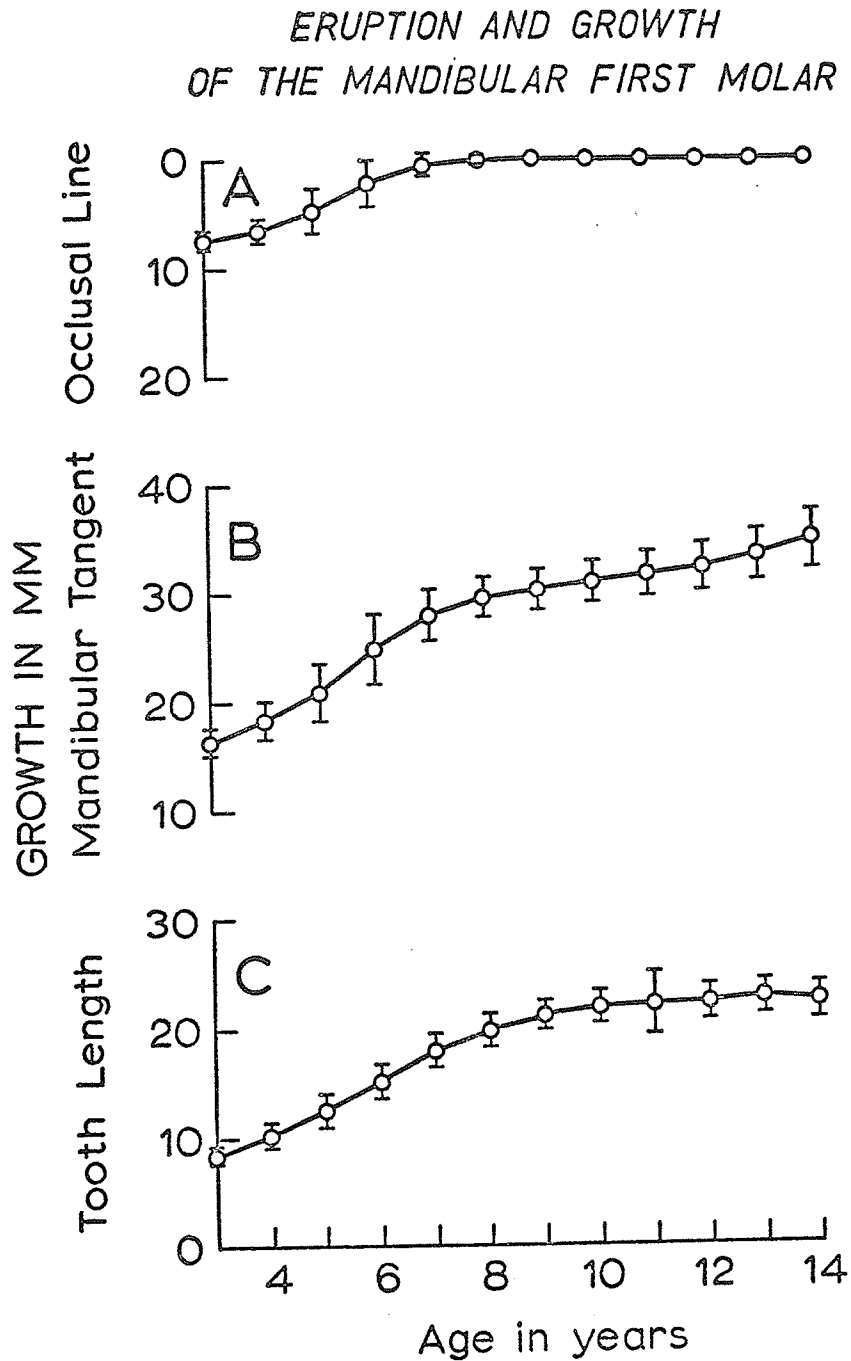 ERUPTION AND GROWTH
OF THE MANDIBULAR FIRST MOLAR
GROWTH IN MM
Occlusal Line
0
10
20
A
Mandibular Tangent
40
30
20
10
B
Tooth Length
30
20
10
0
C
4 6 8 10 12 14
Age in years